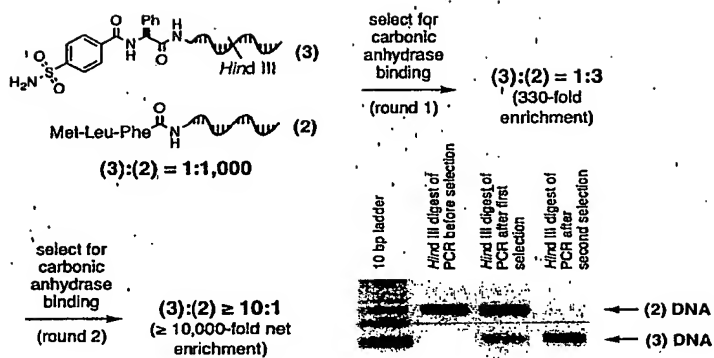 Ph
O
N
H
O
H
N
Hind III
(3)
O
S
O
H₂N
Met-Leu-Phe
O
N
H
(2)
(3):(2) = 1:1,000
select for
carbonic
anhydrase
binding
(round 1)
(3):(2) = 1:3
(330-fold
enrichment)
select for
carbonic
anhydrase
binding
(round 2)
(3):(2) ≥ 10:1
(≥ 10,000-fold net
enrichment)
10 bp ladder
Hind III digest of
PCR before selection
Hind III digest of
PCR after first
selection
Hind III digest of
PCR after
second selection
(2) DNA
(3) DNA